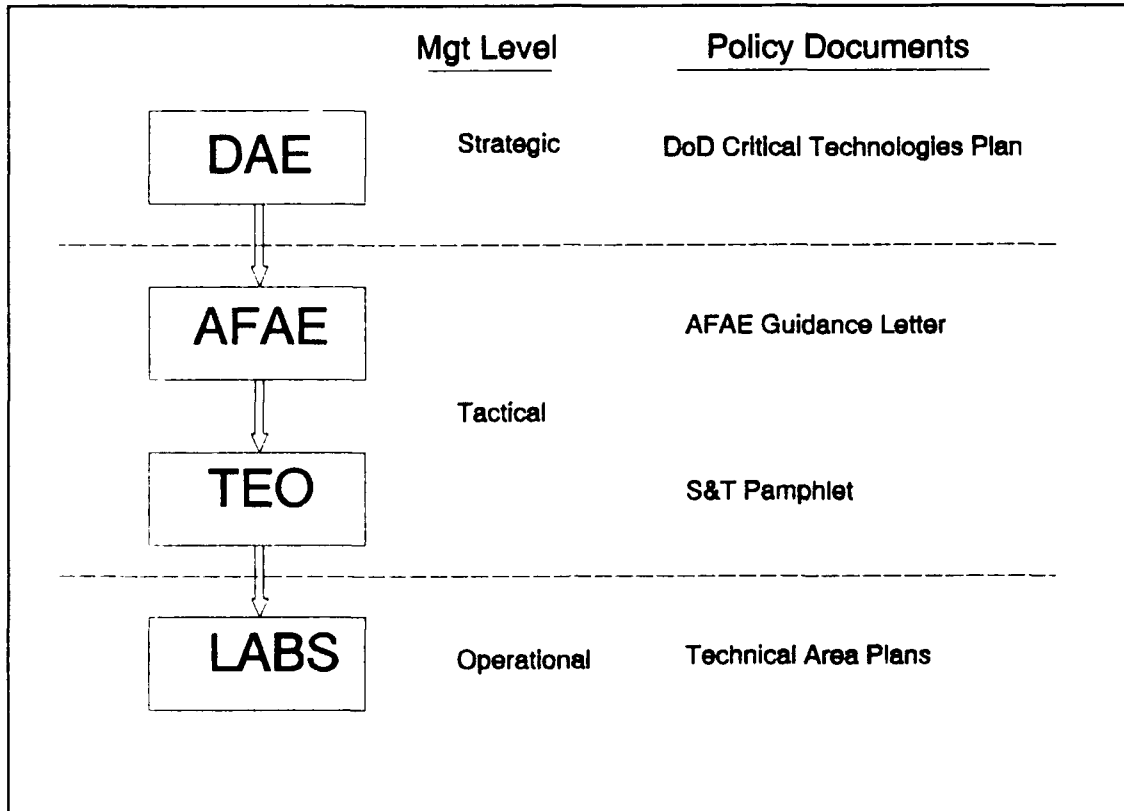 Mgt Level Policy Documents
DAE Strategic DoD Critical Technologies Plan
AFAE AFAE Guidance Letter
Tactical
TEO S&T Pamphlet
LABS Operational Technical Area Plans